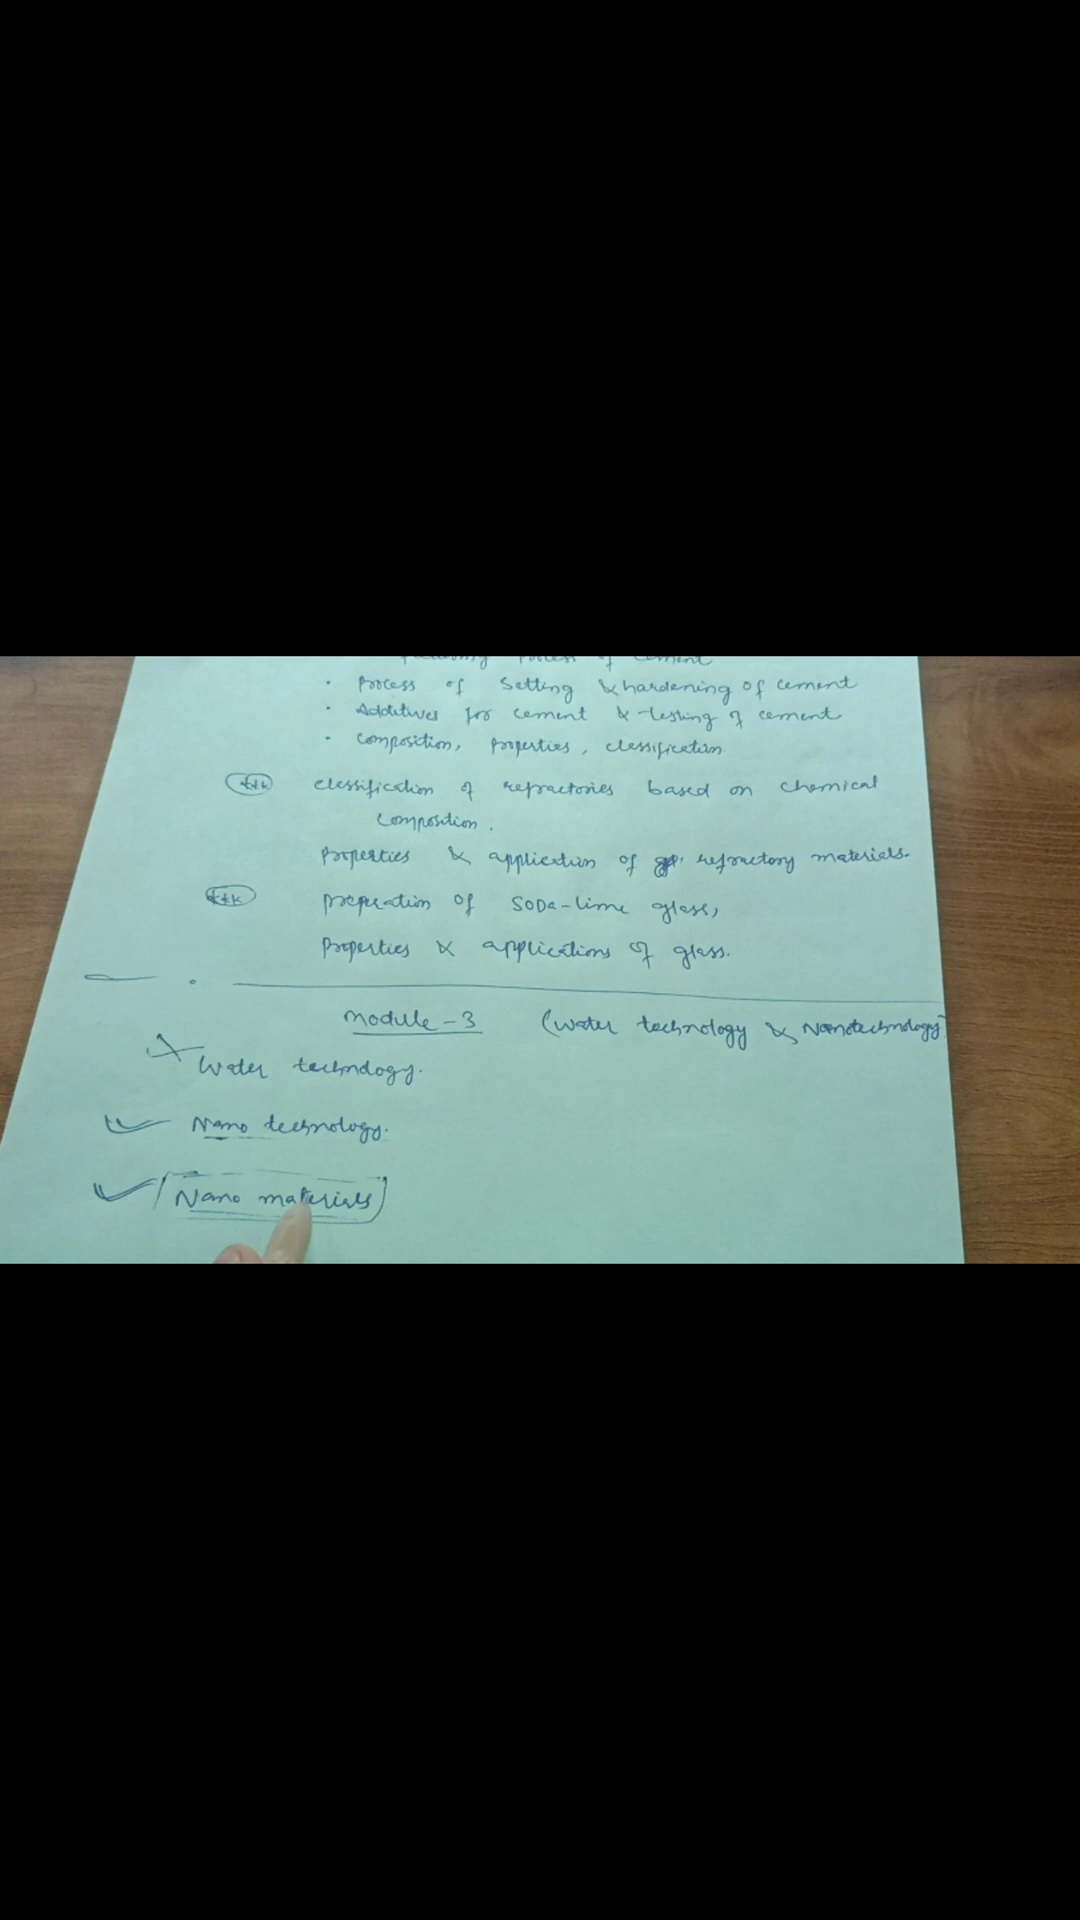 Process of Setting & hardening of cement
Additives for cement & testing of cement
Composition, Properties, classification
classification of refractories based on chemical
composition.
Properties & application of refractory materials.
preparation of SODa-lime glass,
Properties & applications of glass.
Module-3 (Water technology & Nanotechnology)
Water technology.
Nano technology.
Nano materials